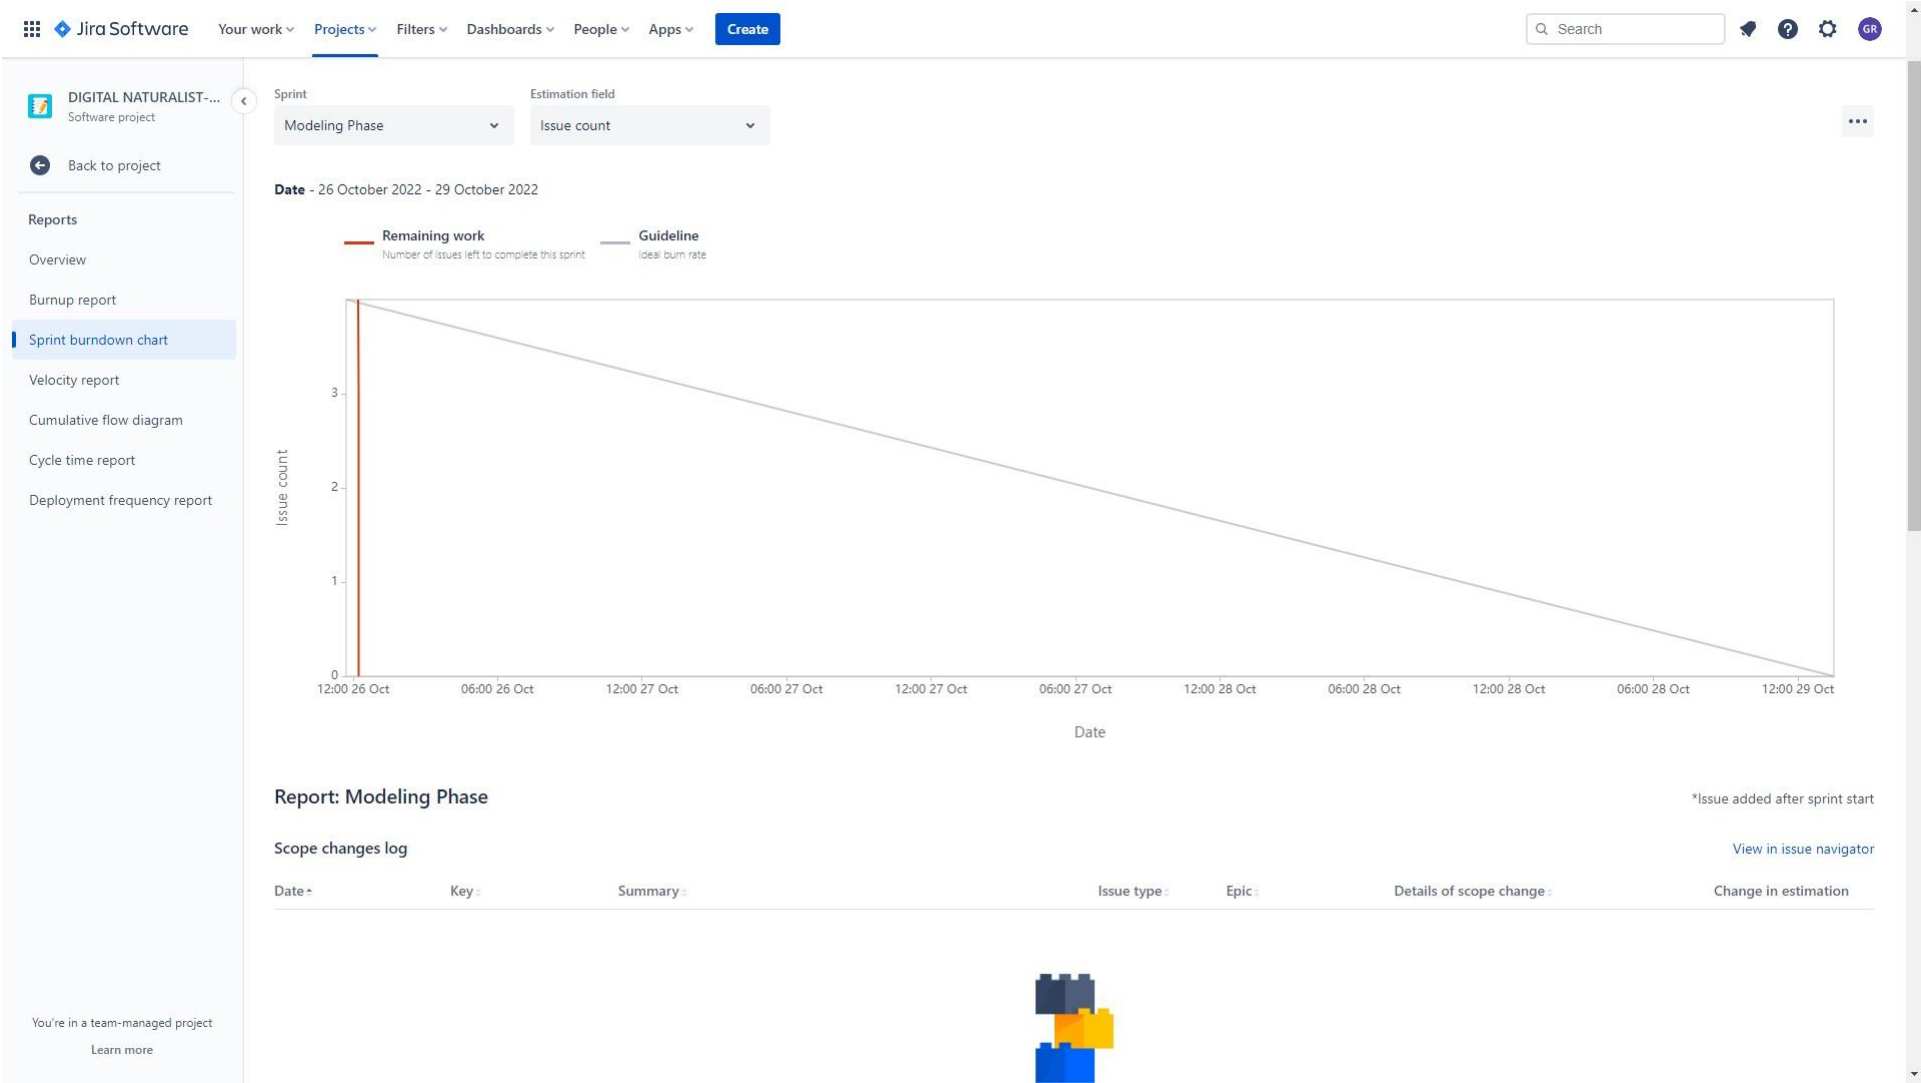 Jira Software
Your work
Projects
Filters
Dashboards
People
Apps
Create
Search
GR
DIGITAL NATURALIST-...
Software project
Back to project
Reports
Overview
Burnup report
Sprint burndown chart
Velocity report
Cumulative flow diagram
Cycle time report
Deployment frequency report
You're in a team-managed project
Learn more
Sprint
Modeling Phase
Estimation field
Issue count
Date - 26 October 2022 - 29 October 2022
Remaining work
Number of issues left to complete this sprint
Guideline
Ideal burn rate
3
2
1
0
Issue count
12:00 26 Oct
06:00 26 Oct
12:00 27 Oct
06:00 27 Oct
12:00 27 Oct
06:00 27 Oct
12:00 28 Oct
06:00 28 Oct
12:00 28 Oct
06:00 28 Oct
12:00 29 Oct
Date
Report: Modeling Phase
*Issue added after sprint start
Scope changes log
View in issue navigator
Date
Key
Summary
Issue type
Epic
Details of scope change
Change in estimation